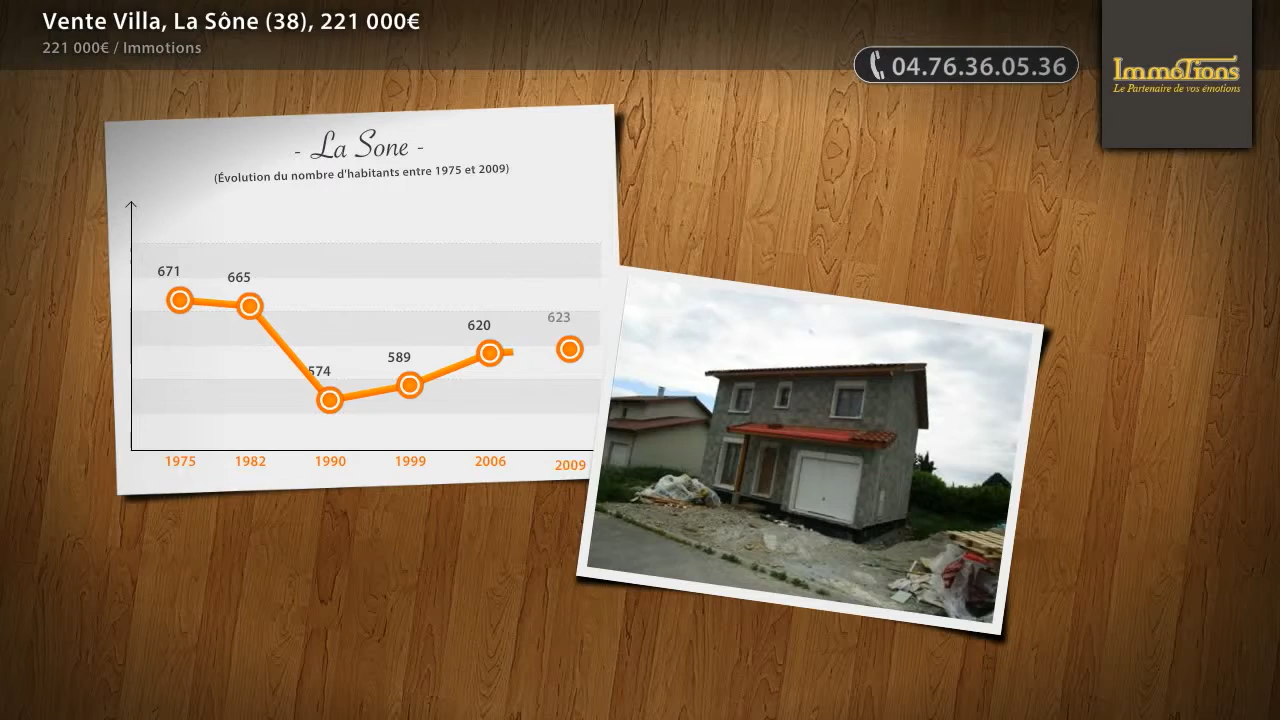 Vente Villa, La Sône (38), 221 000€
221 000€ / Immotions
04.76.36.05.36
ImmoTions
Le Partenaire de vos émotions
- La Sone -
(Évolution du nombre d'habitants entre 1975 et 2009)
671
665
574
589
620
623
1975
1982
1990
1999
2006
2009